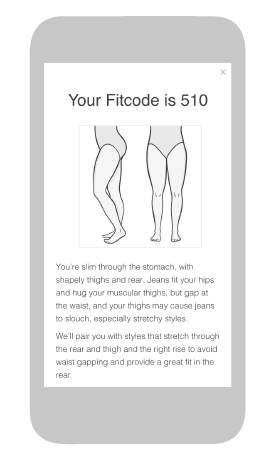 Your Fitcode is 510
You're slim through the stomach, with
shapely thighs and rear. Jeans fit your hips
and hug your muscular thighs, but gap at
the waist, and your thighs may cause jeans
to slouch, especially stretchy styles.
We'll pair you with styles that stretch through
the rear and thigh and the right rise to avoid
waist gapping and provide a great fit in the
rear.